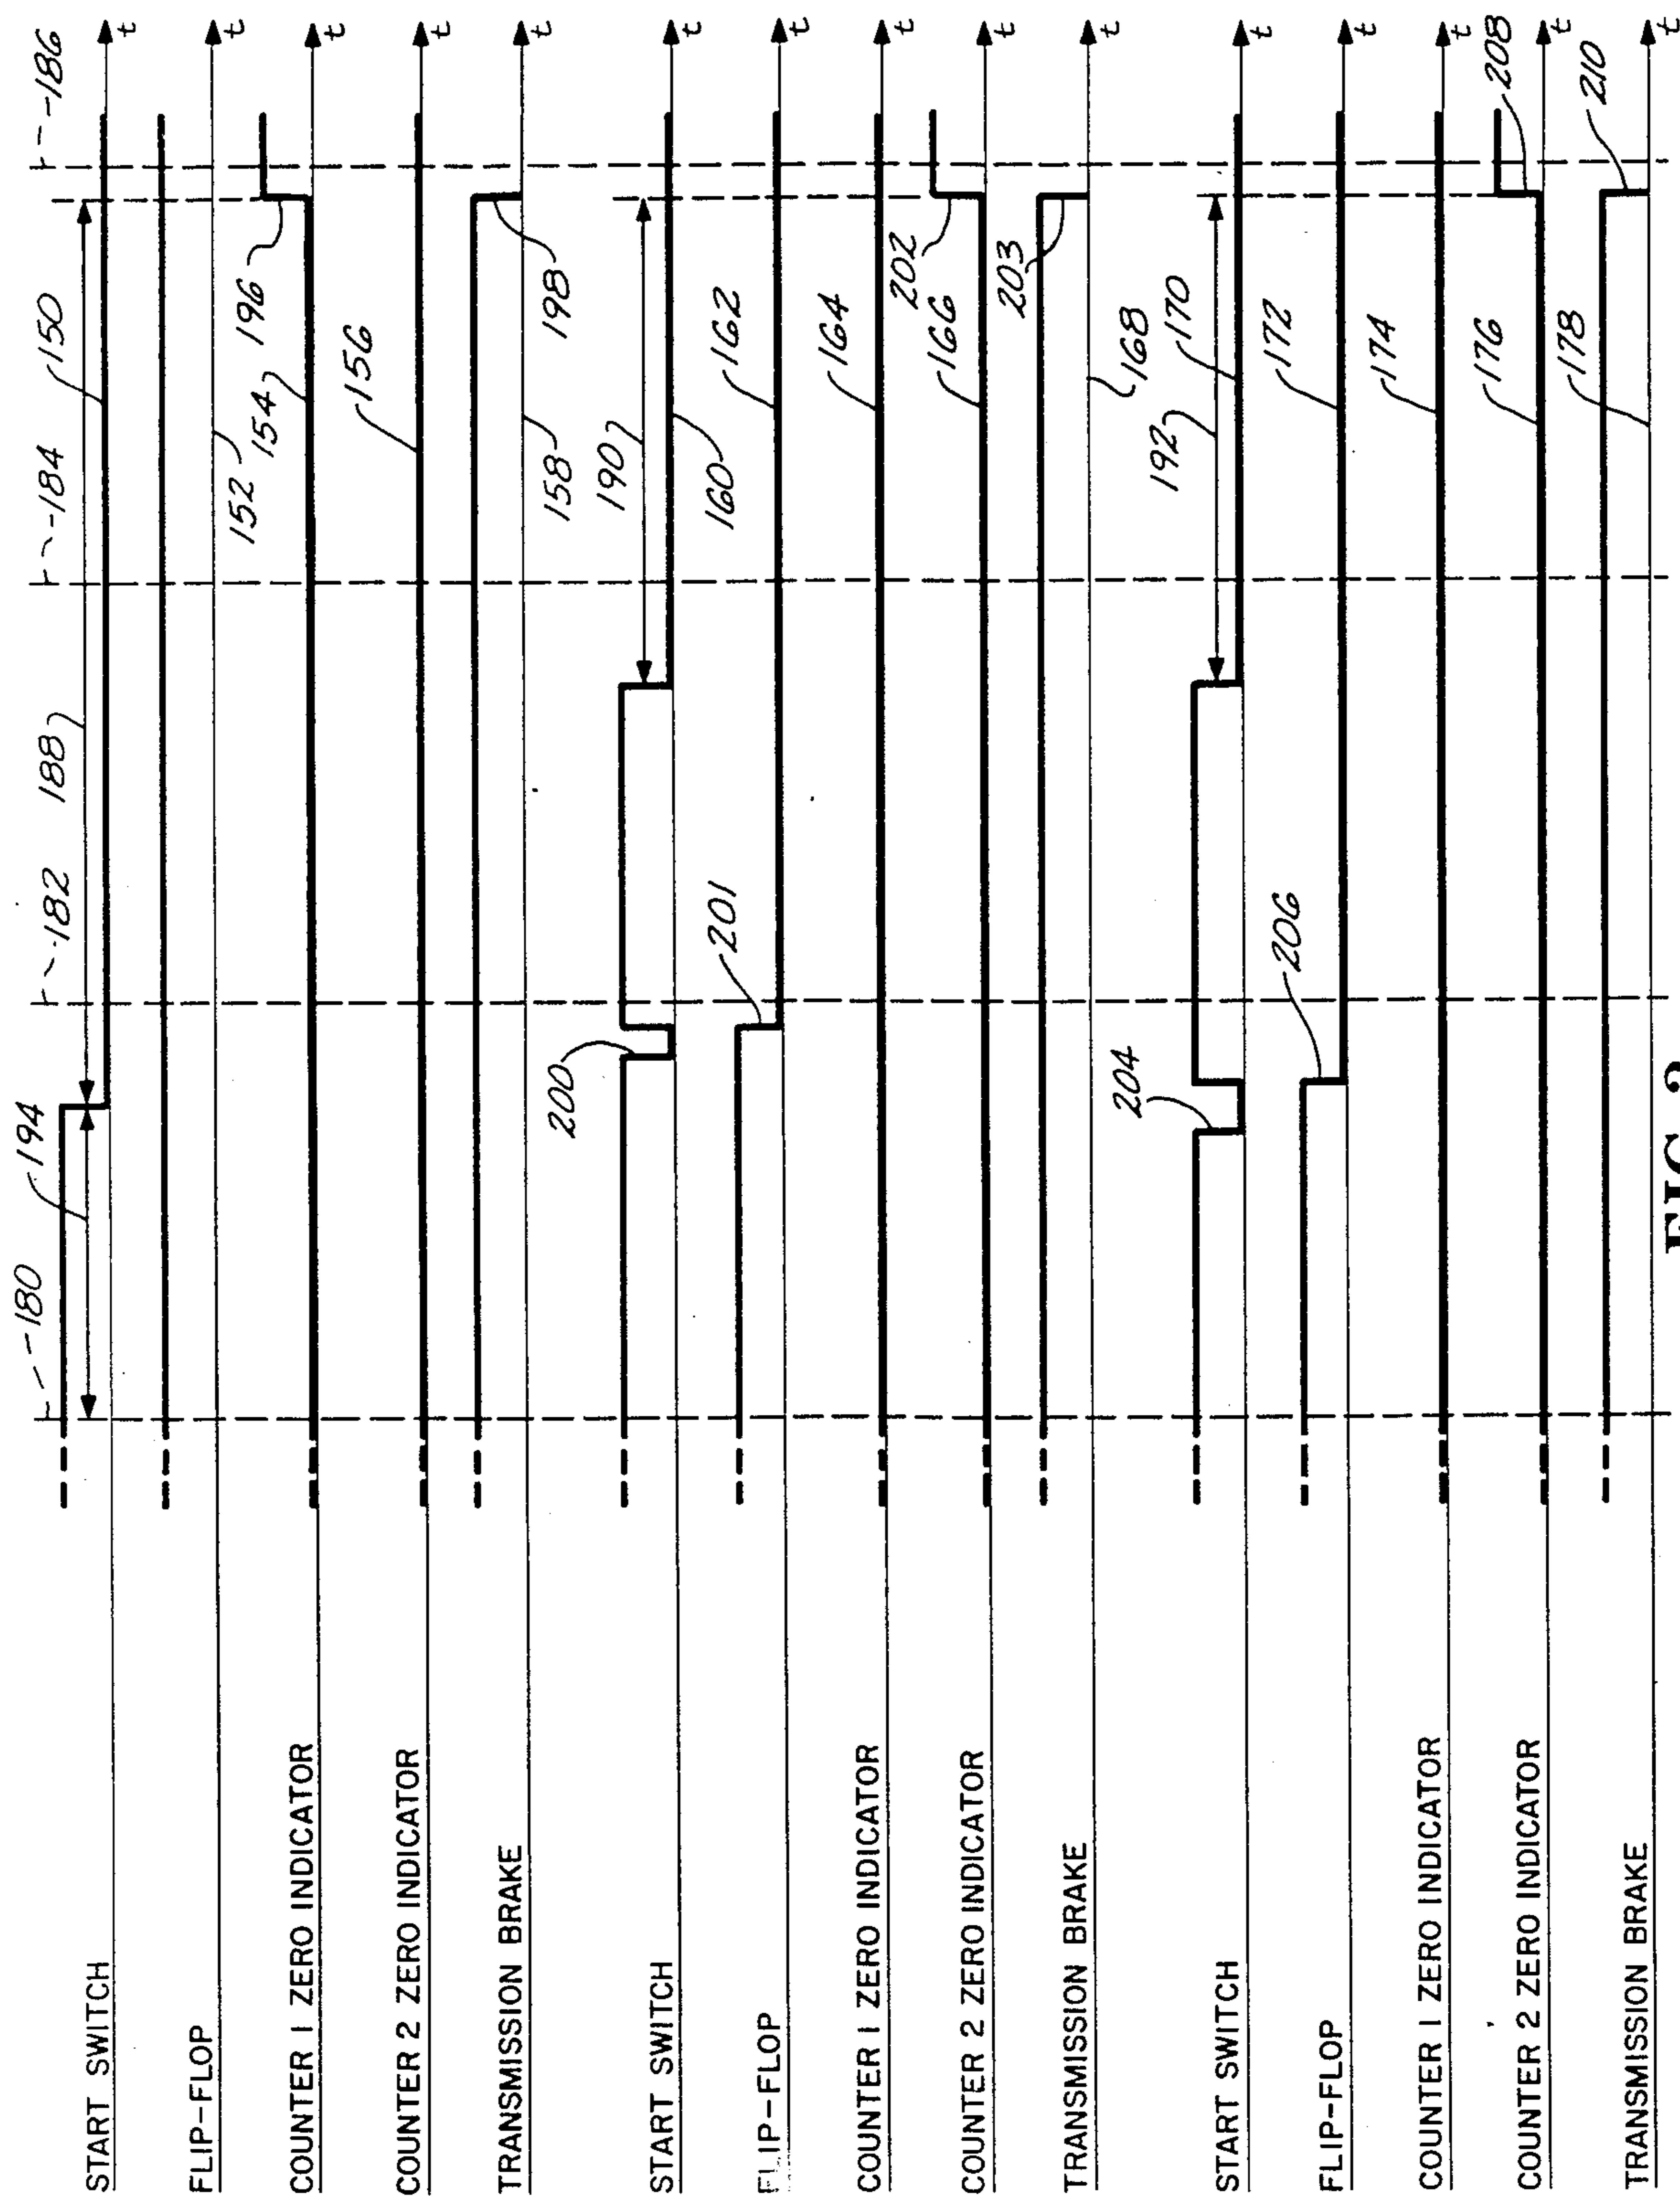 180 194 182 188 184 150 186
START SWITCH t
FLIP-FLOP 152 t
154 196
COUNTER 1 ZERO INDICATOR t
156
COUNTER 2 ZERO INDICATOR t
TRANSMISSION BRAKE 158 198 t
200 190
START SWITCH 160 t
201 162
FLIP-FLOP t
164
COUNTER 1 ZERO INDICATOR t
166 202
COUNTER 2 ZERO INDICATOR t
203
TRANSMISSION BRAKE 168 t
204 192 170
START SWITCH t
206 172
FLIP-FLOP t
174
COUNTER 1 ZERO INDICATOR t
176 208
COUNTER 2 ZERO INDICATOR t
178 210
TRANSMISSION BRAKE t
FIG